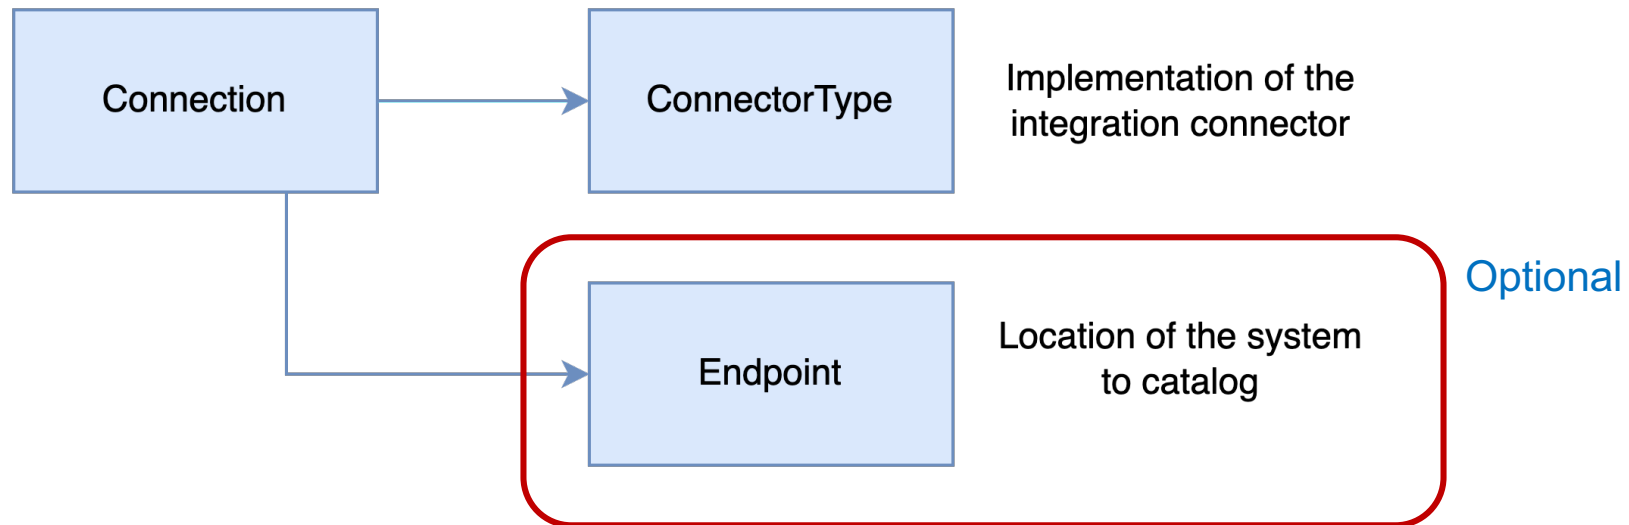 Connection
ConnectorType
Implementation of the
integration connector
Optional
Endpoint
Location of the system
to catalog